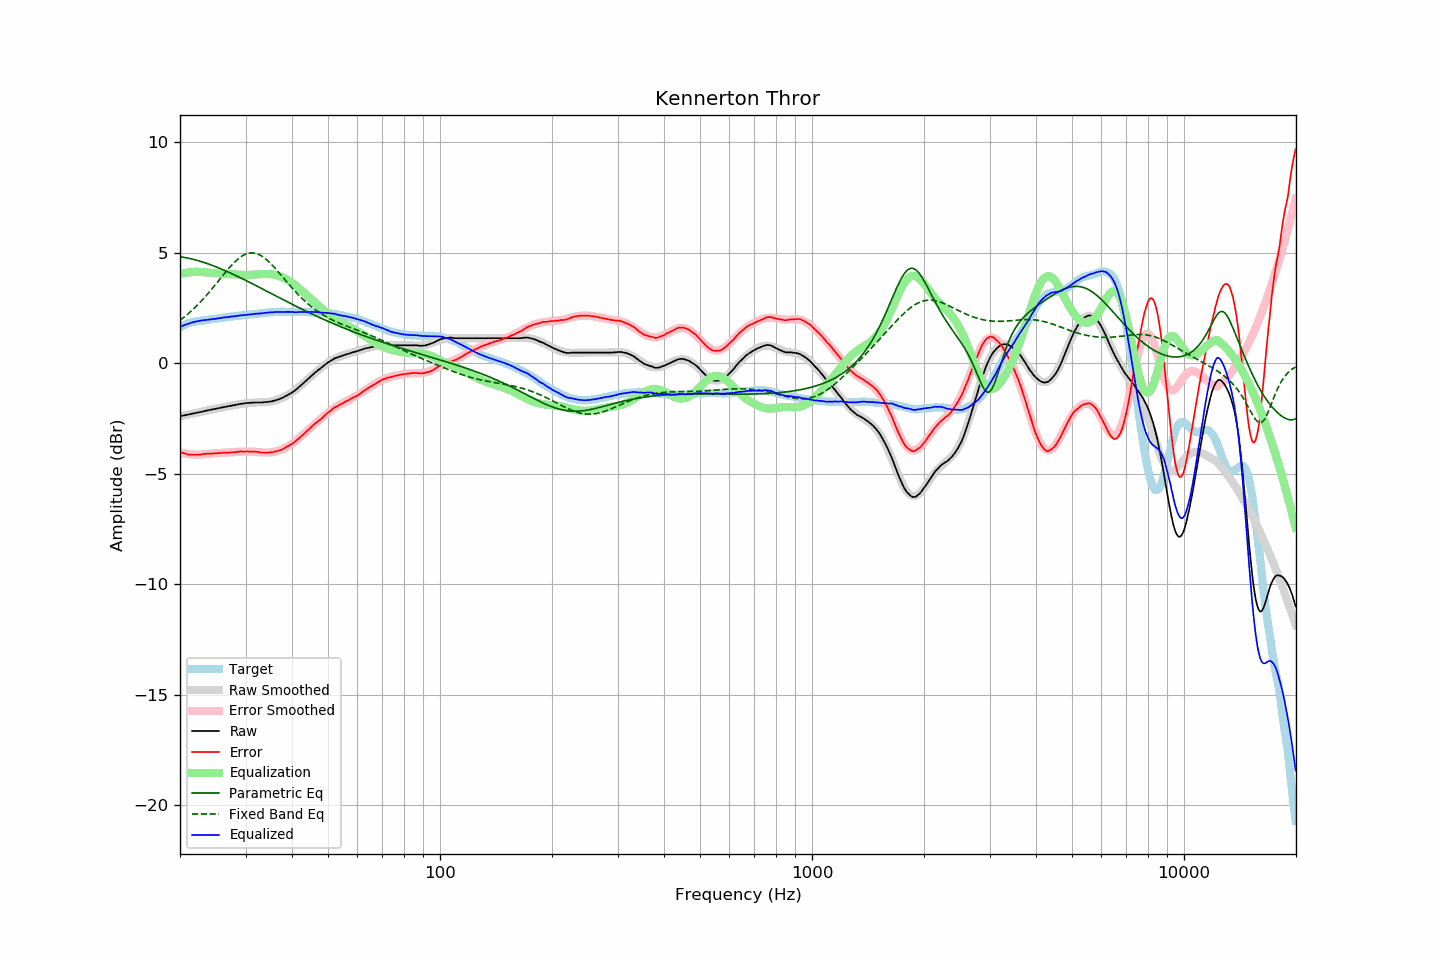 Kennerton Thror
10
5
0
−5
−10
−15
−20
Amplitude (dBr)
Target
Raw Smoothed
Error Smoothed
Raw
Error
Equalization
Parametric Eq
Fixed Band Eq
Equalized
100
1000
10000
Frequency (Hz)